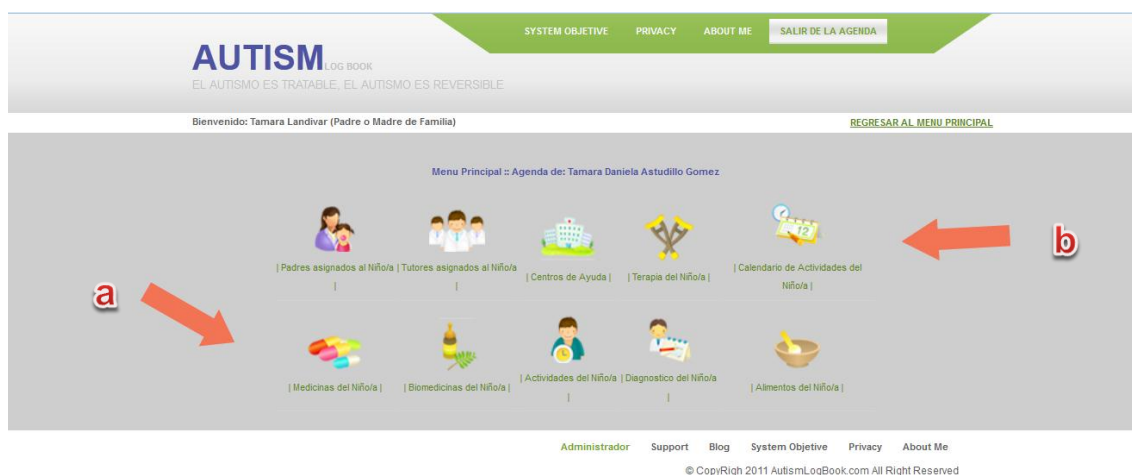 SYSTEM OBJETIVE PRIVACY ABOUT ME SALIR DE LA AGENDA
AUTISM LOG BOOK
EL AUTISMO ES TRATABLE, EL AUTISMO ES REVERSIBLE
Bienvenido: Tamara Landivar (Padre o Madre de Familia) REGRESAR AL MENU PRINCIPAL
Menu Principal :: Agenda de: Tamara Daniela Astudillo Gomez
12
b
| Padres asignados al Niño/a | Tutores asignados al Niño/a | Centros de Ayuda | | Terapia del Niño/a | | Calendario de Actividades del
| | Niño/a |
a
| Medicinas del Niño/a | | Biomedicinas del Niño/a | | Actividades del Niño/a | Diagnostico del Niño/a | Alimentos del Niño/a |
| |
Administrador Support Blog System Objetive Privacy About Me
© CopyRigh 2011 AutismLogBook.com All Right Reserved